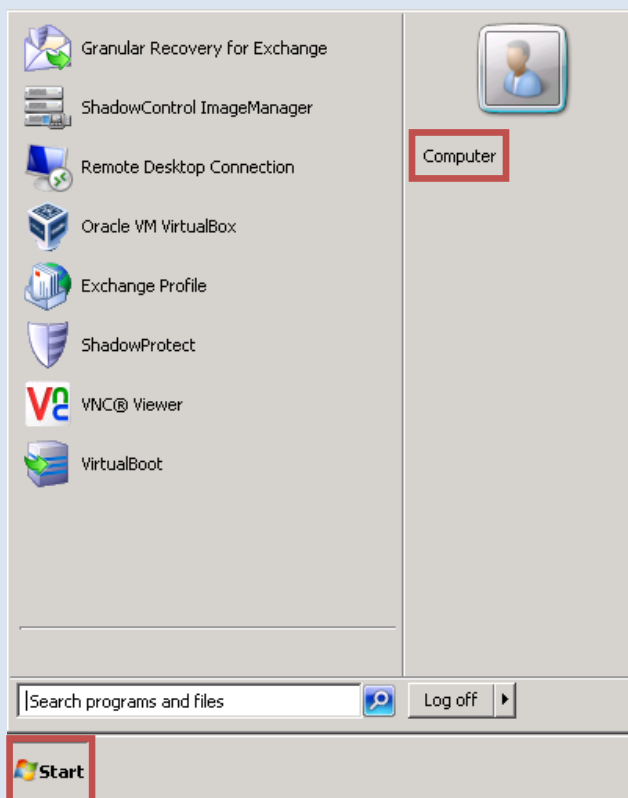 Granular Recovery for Exchange
ShadowControl ImageManager
Remote Desktop Connection
Oracle VM VirtualBox
Exchange Profile
ShadowProtect
VNC® Viewer
VirtualBoot
Computer
Search programs and files
Log off
Start